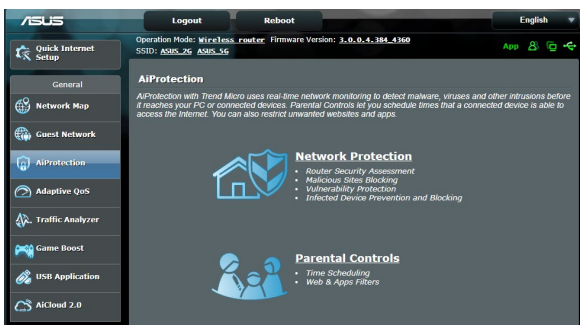 ASUS
Logout
Reboot
English
Quick Internet
Setup
Operation Mode: Wireless router Firmware Version: 3.0.0.4.384_4360
SSID: ASUS_2G ASUS_5G
App
General
Network Map
Guest Network
AiProtection
Adaptive QoS
Traffic Analyzer
Game Boost
USB Application
AiCloud 2.0
AiProtection
AiProtection with Trend Micro uses real-time network monitoring to detect malware, viruses and other intrusions before
it reaches your PC or connected devices. Parental Controls let you schedule times that a connected device is able to
access the Internet. You can also restrict unwanted websites and apps.
Network Protection
• Router Security Assessment
• Malicious Sites Blocking
• Vulnerability Protection
• Infected Device Prevention and Blocking
Parental Controls
• Time Scheduling
• Web & Apps Filters